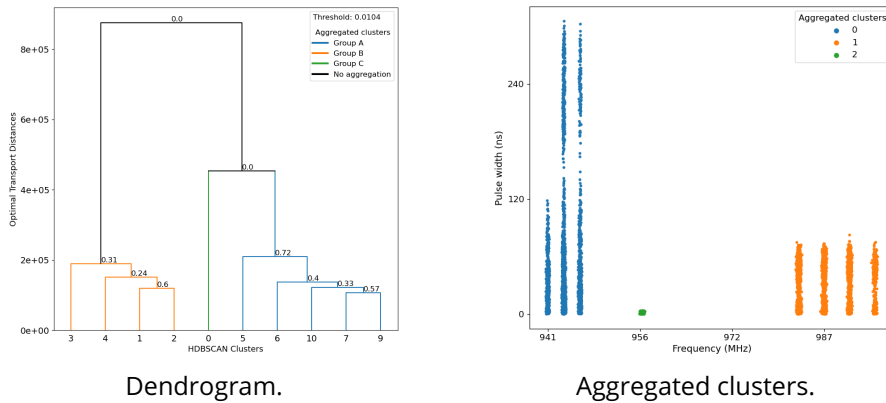 Threshold: 0.0104
Aggregated clusters
Group A
Group B
Group C
No aggregation
0.0
0.0
0.72
0.31
0.24
0.6
0.4
0.33
0.57
Optimal Transport Distances
8e+05
6e+05
4e+05
2e+05
0e+00
3 4 1 2 0 5 6 10 7 9
HDBSCAN Clusters
Dendrogram.
Aggregated clusters
0
1
2
Pulse width (ns)
240
120
0
941 956 972 987
Frequency (MHz)
Aggregated clusters.